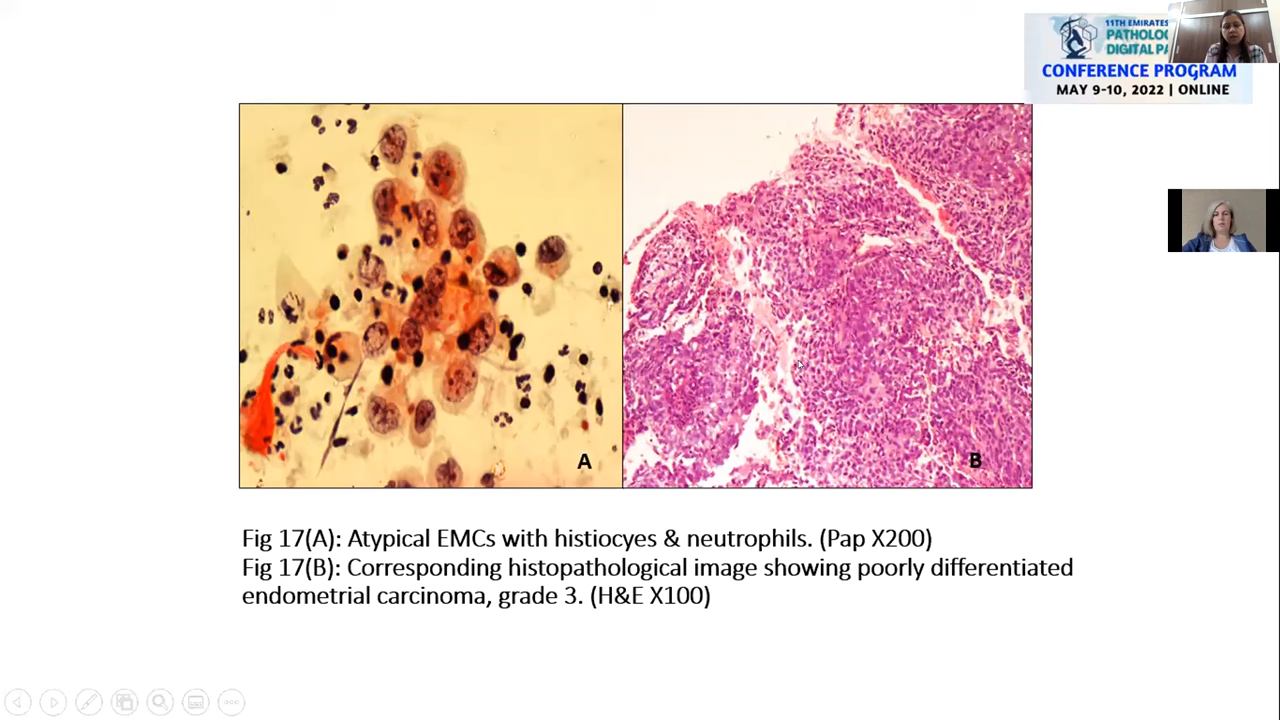 11TH EMIRATES
PATHOLO
DIGITAL PA
CONFERENCE PROGRAM
MAY 9-10, 2022 | ONLINE
A
B
Fig 17(A): Atypical EMCs with histiocyes & neutrophils. (Pap X200)
Fig 17(B): Corresponding histopathological image showing poorly differentiated
endometrial carcinoma, grade 3. (H&E X100)